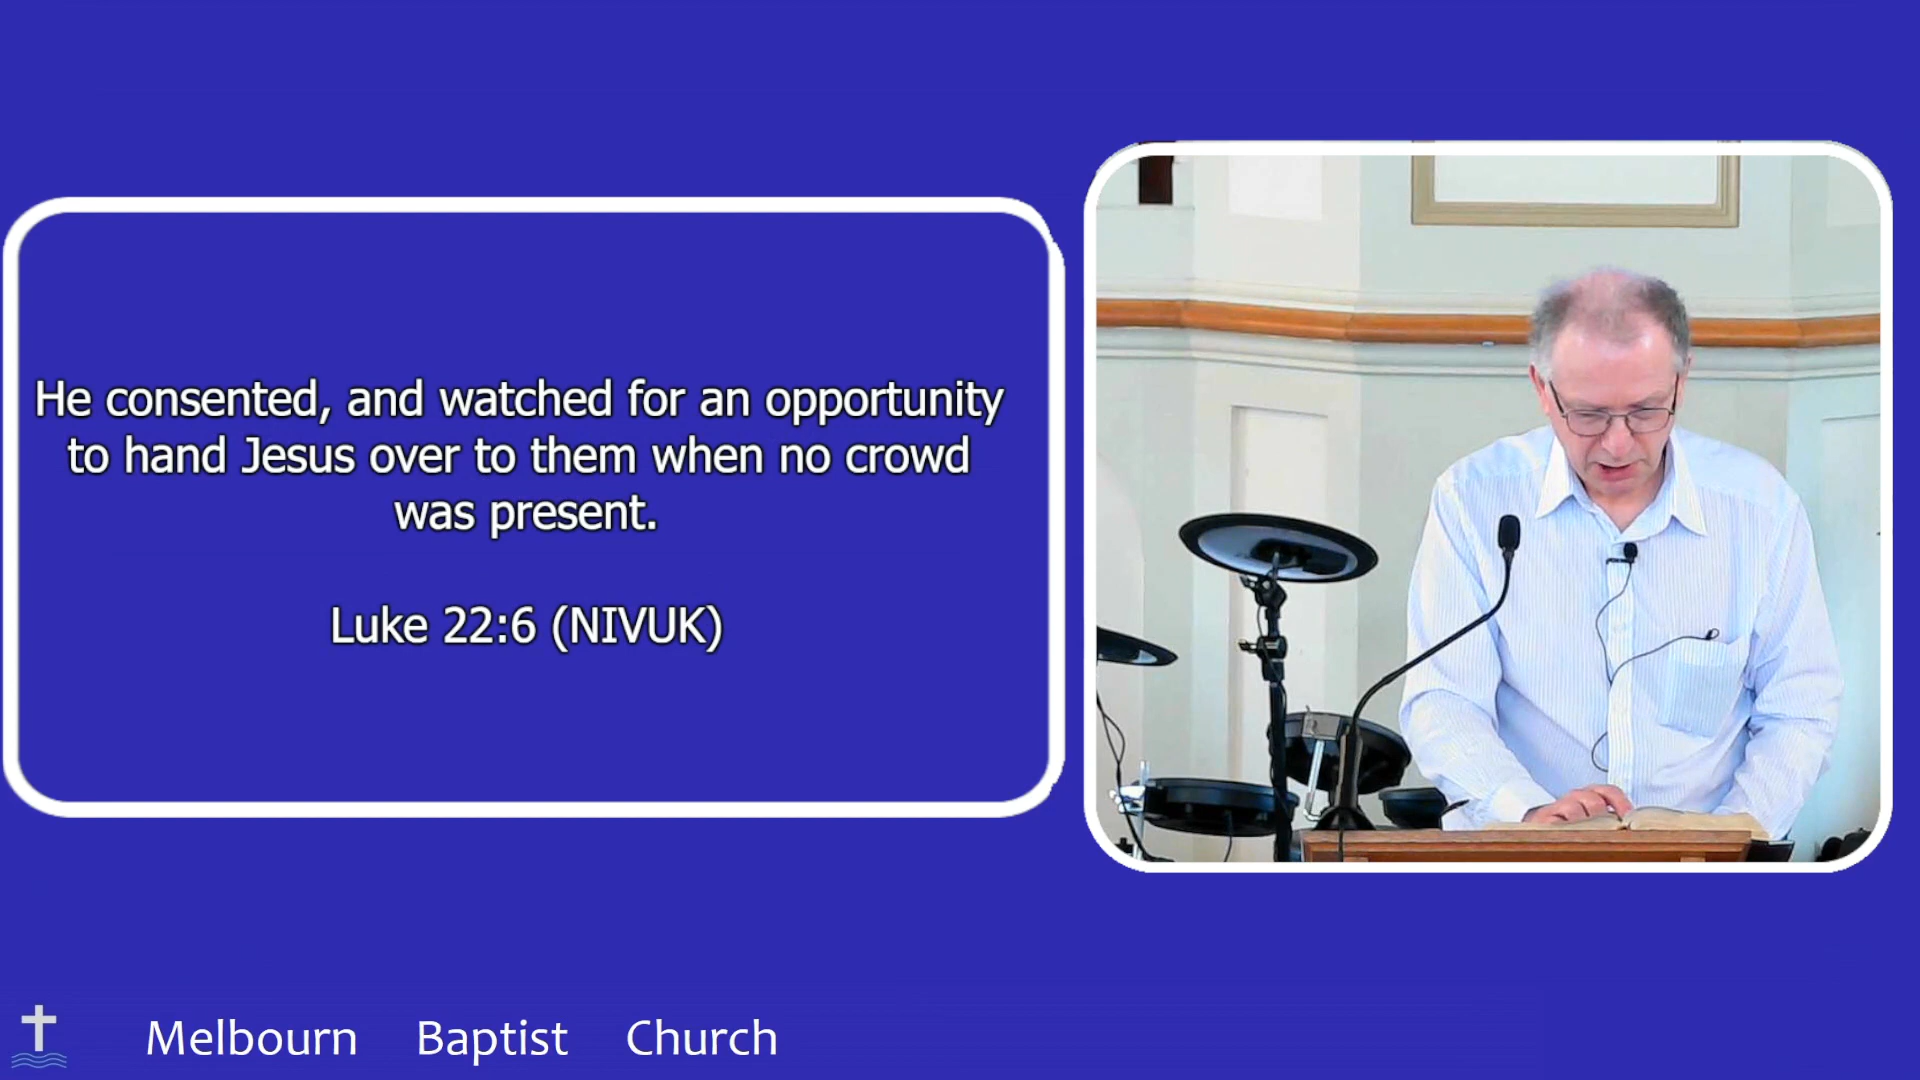 He consented, and watched for an opportunity
to hand Jesus over to them when no crowd
was present.
Luke 22:6 (NIVUK)
Melbourn Baptist Church